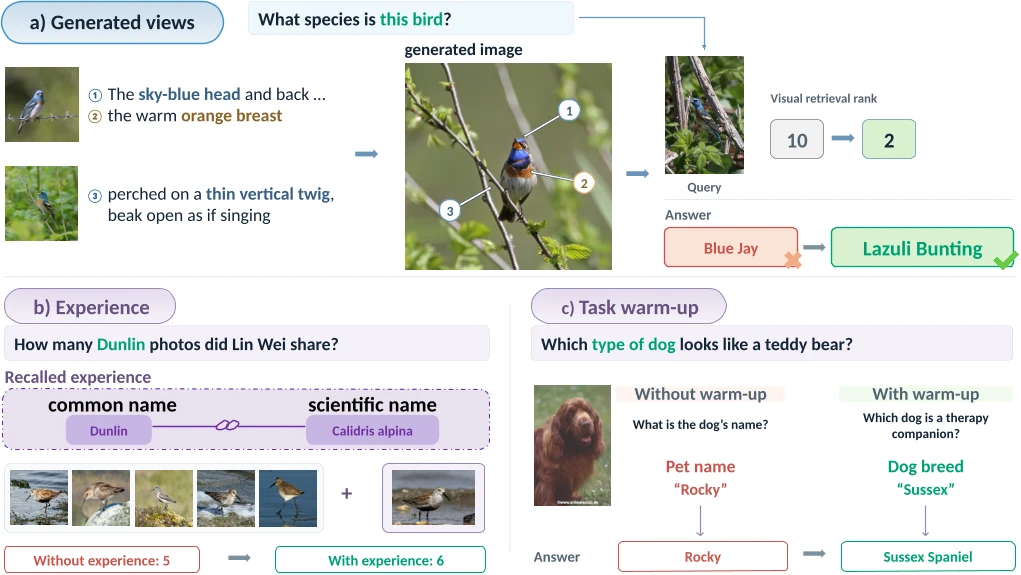 a) Generated views
What species is this bird?
generated image
① The sky-blue head and back ...
② the warm orange breast
③ perched on a thin vertical twig,
beak open as if singing
1
2
3
Query
Visual retrieval rank
10
2
Answer
Blue Jay
Lazuli Bunting
b) Experience
How many Dunlin photos did Lin Wei share?
Recalled experience
common name
scientific name
Dunlin
Calidris alpina
+
Without experience: 5
With experience: 6
c) Task warm-up
Which type of dog looks like a teddy bear?
Without warm-up
What is the dog's name?
Pet name
“Rocky”
With warm-up
Which dog is a therapy
companion?
Dog breed
“Sussex”
Answer
Rocky
Sussex Spaniel